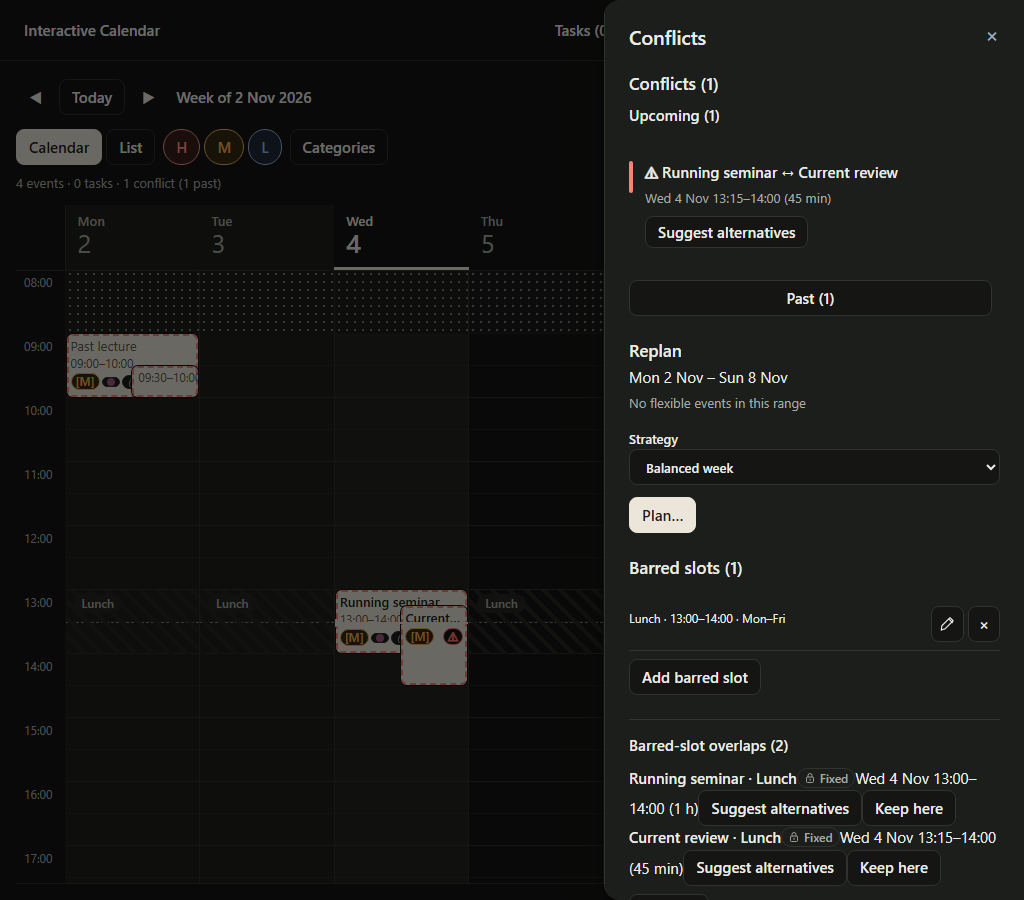 Interactive Calendar
Tasks (0
◀ Today ▶ Week of 2 Nov 2026
Calendar List H M L Categories
4 events · 0 tasks · 1 conflict (1 past)
Mon Tue Wed Thu
2 3 4 5
08:00
09:00
Past lecture
09:00–10:00
[M]
09:30–10:00
10:00
11:00
12:00
13:00
Lunch
Lunch
Lunch
Running seminar
13:00–14:00
[M]
Current…
[M]
14:00
15:00
16:00
17:00
Conflicts ×
Conflicts (1)
Upcoming (1)
⚠ Running seminar ↔ Current review
Wed 4 Nov 13:15–14:00 (45 min)
Suggest alternatives
Past (1)
Replan
Mon 2 Nov – Sun 8 Nov
No flexible events in this range
Strategy
Balanced week
Plan…
Barred slots (1)
Lunch · 13:00–14:00 · Mon–Fri ×
Add barred slot
Barred-slot overlaps (2)
Running seminar · Lunch Fixed Wed 4 Nov 13:00–
14:00 (1 h) Suggest alternatives Keep here
Current review · Lunch Fixed Wed 4 Nov 13:15–14:00
(45 min) Suggest alternatives Keep here